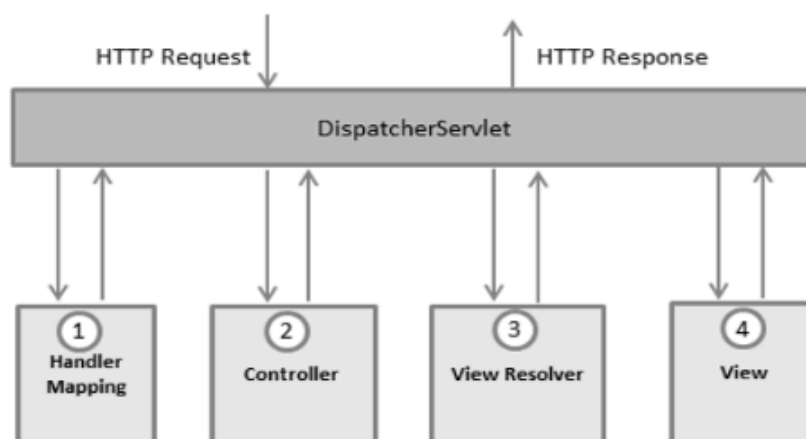 HTTP Request
HTTP Response
DispatcherServlet
1
Handler
Mapping
2
Controller
3
View Resolver
4
View